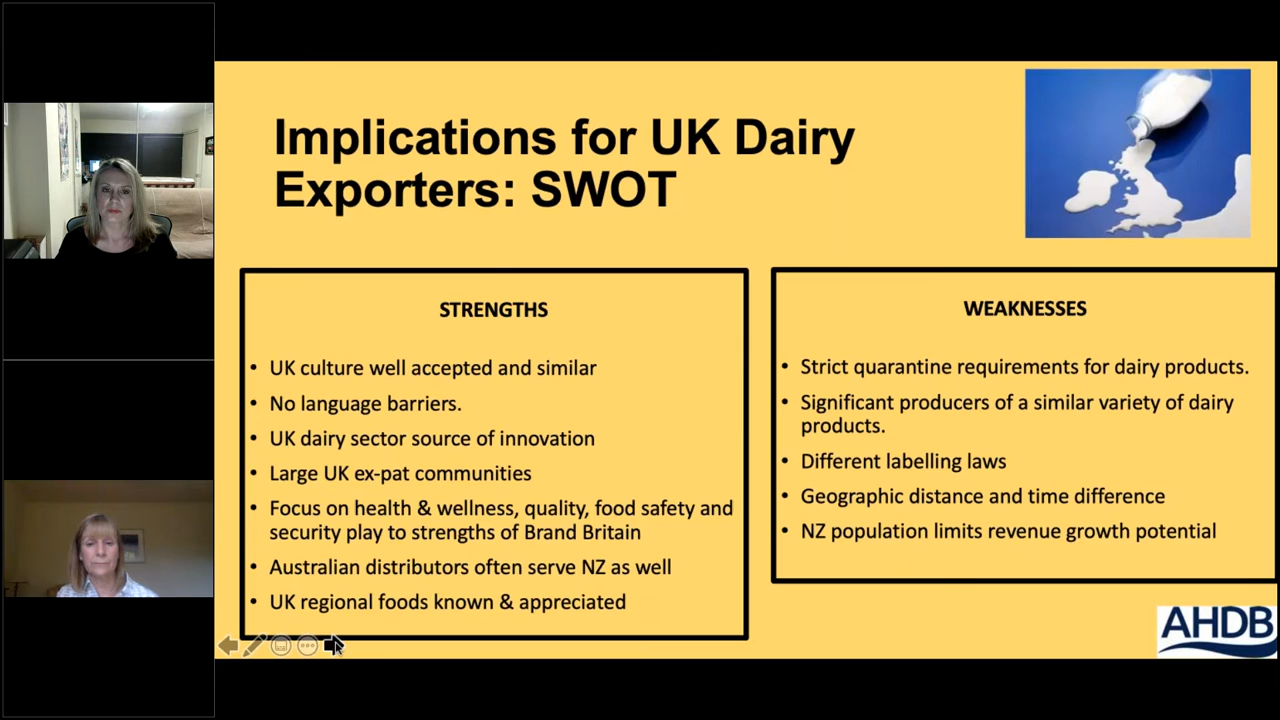 Implications for UK Dairy
Exporters: SWOT
STRENGTHS
• UK culture well accepted and similar
• No language barriers.
• UK dairy sector source of innovation
• Large UK ex-pat communities
• Focus on health & wellness, quality, food safety and
security play to strengths of Brand Britain
• Australian distributors often serve NZ as well
• UK regional foods known & appreciated
WEAKNESSES
• Strict quarantine requirements for dairy products.
• Significant producers of a similar variety of dairy
products.
• Different labelling laws
• Geographic distance and time difference
• NZ population limits revenue growth potential
AHDB